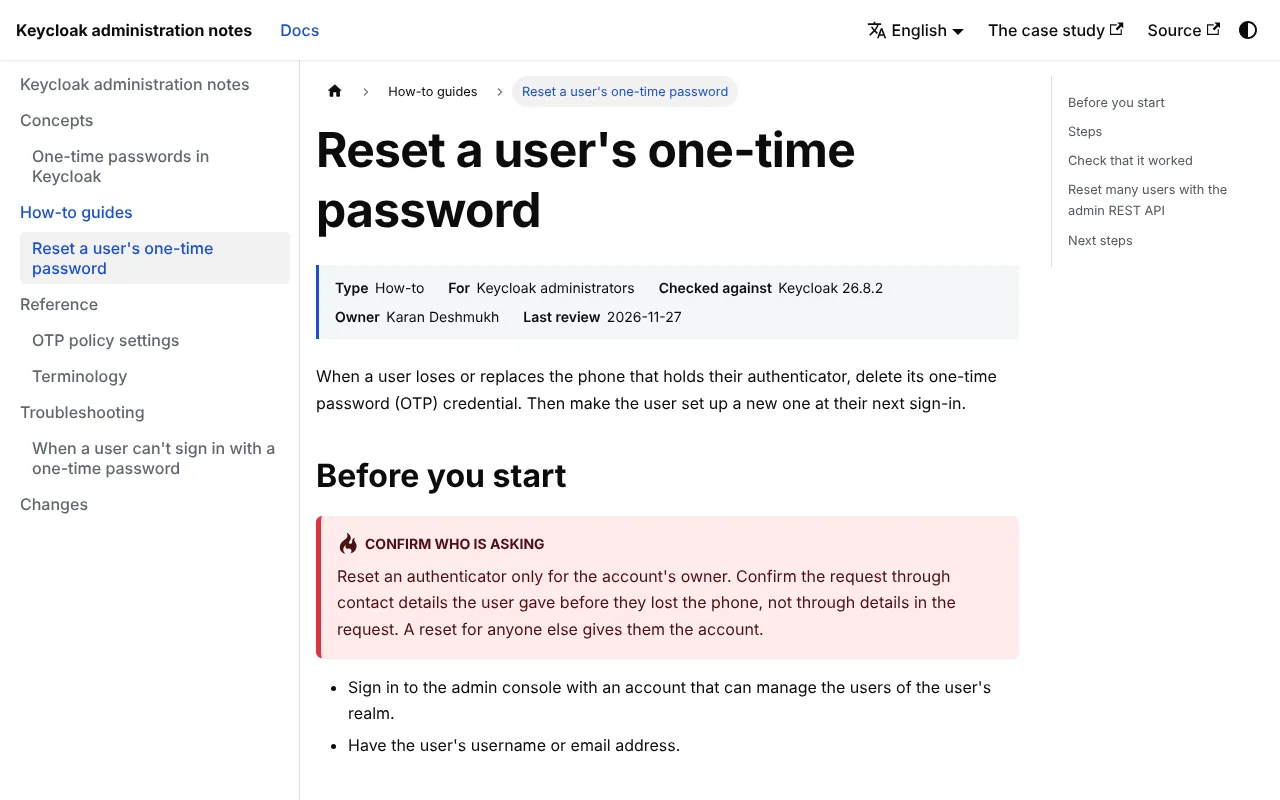 Keycloak administration notes
Docs
English
The case study
Source
Keycloak administration notes
Concepts
One-time passwords in
Keycloak
How-to guides
Reset a user's one-time
password
Reference
OTP policy settings
Terminology
Troubleshooting
When a user can't sign in with a
one-time password
Changes
How-to guides
Reset a user's one-time password
Reset a user's one-time
password
Type How-to For Keycloak administrators Checked against Keycloak 26.8.2
Owner Karan Deshmukh Last review 2026-11-27
When a user loses or replaces the phone that holds their authenticator, delete its one-time
password (OTP) credential. Then make the user set up a new one at their next sign-in.
Before you start
CONFIRM WHO IS ASKING
Reset an authenticator only for the account's owner. Confirm the request through
contact details the user gave before they lost the phone, not through details in the
request. A reset for anyone else gives them the account.
Sign in to the admin console with an account that can manage the users of the user's
realm.
Have the user's username or email address.
Before you start
Steps
Check that it worked
Reset many users with the
admin REST API
Next steps